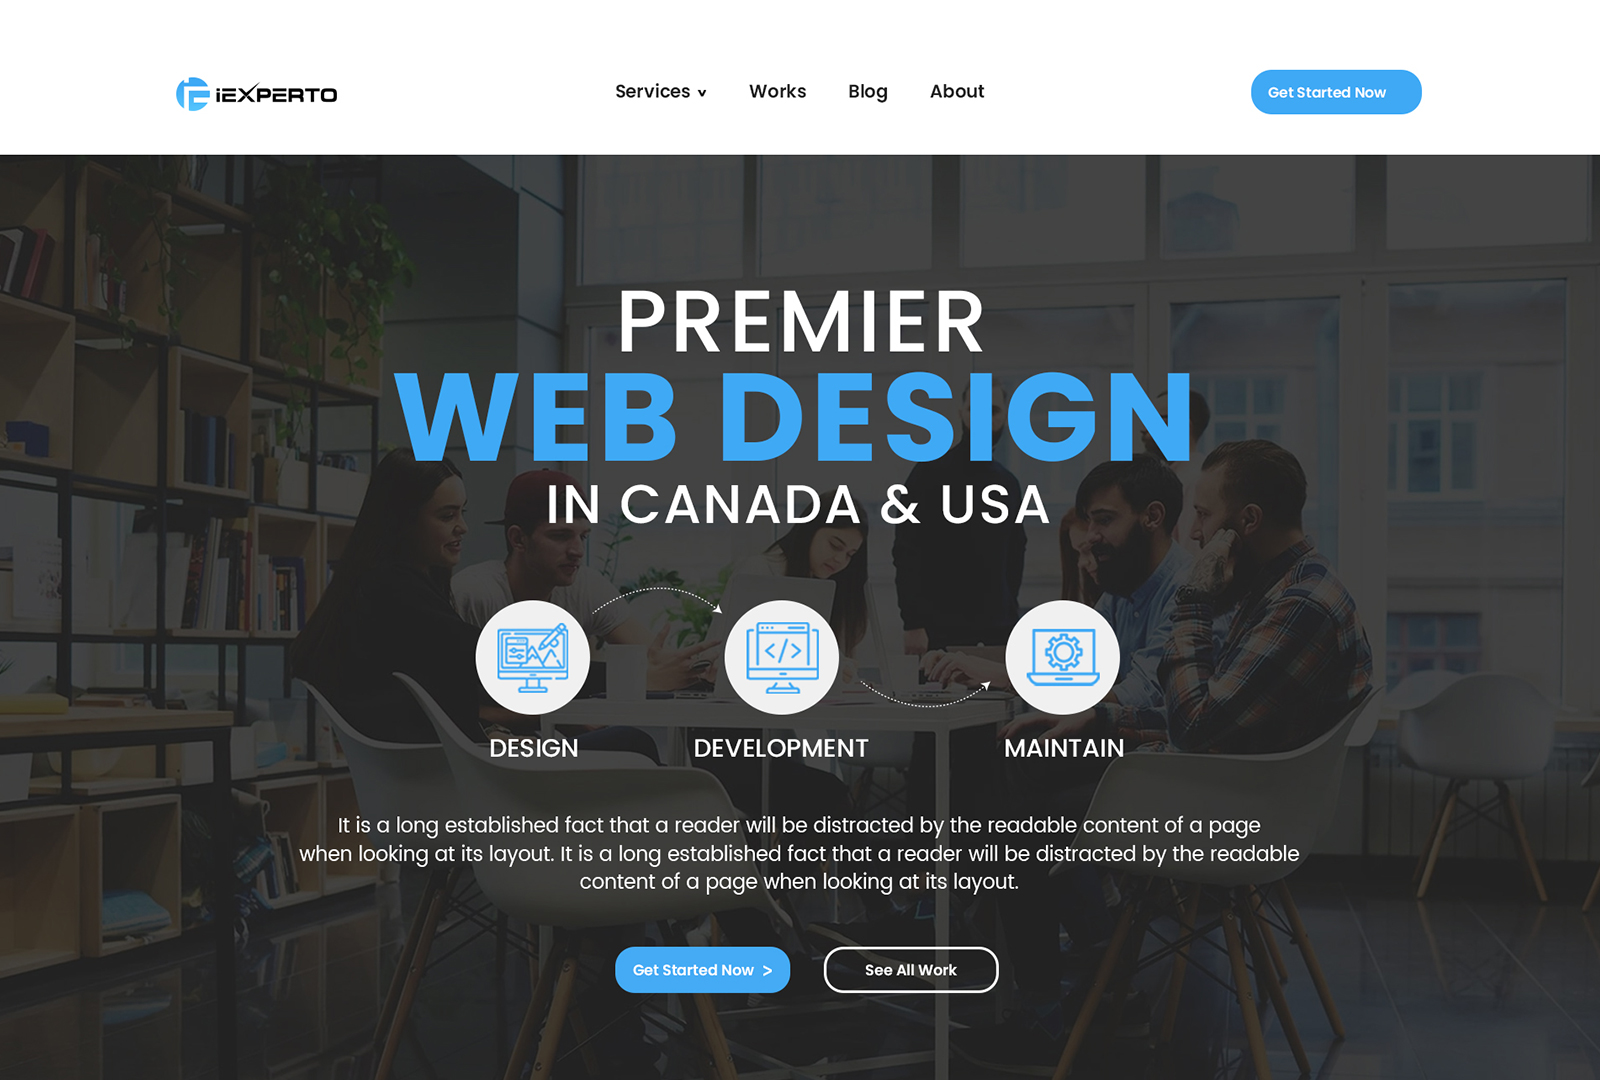 iEXPERTO
Services
Works
Blog
About
Get Started Now
PREMIER
WEB DESIGN
IN CANADA & USA
</>
DESIGN
DEVELOPMENT
MAINTAIN
It is a long established fact that a reader will be distracted by the readable content of a page
when looking at its layout. It is a long established fact that a reader will be distracted by the readable
content of a page when looking at its layout.
Get Started Now >
See All Work